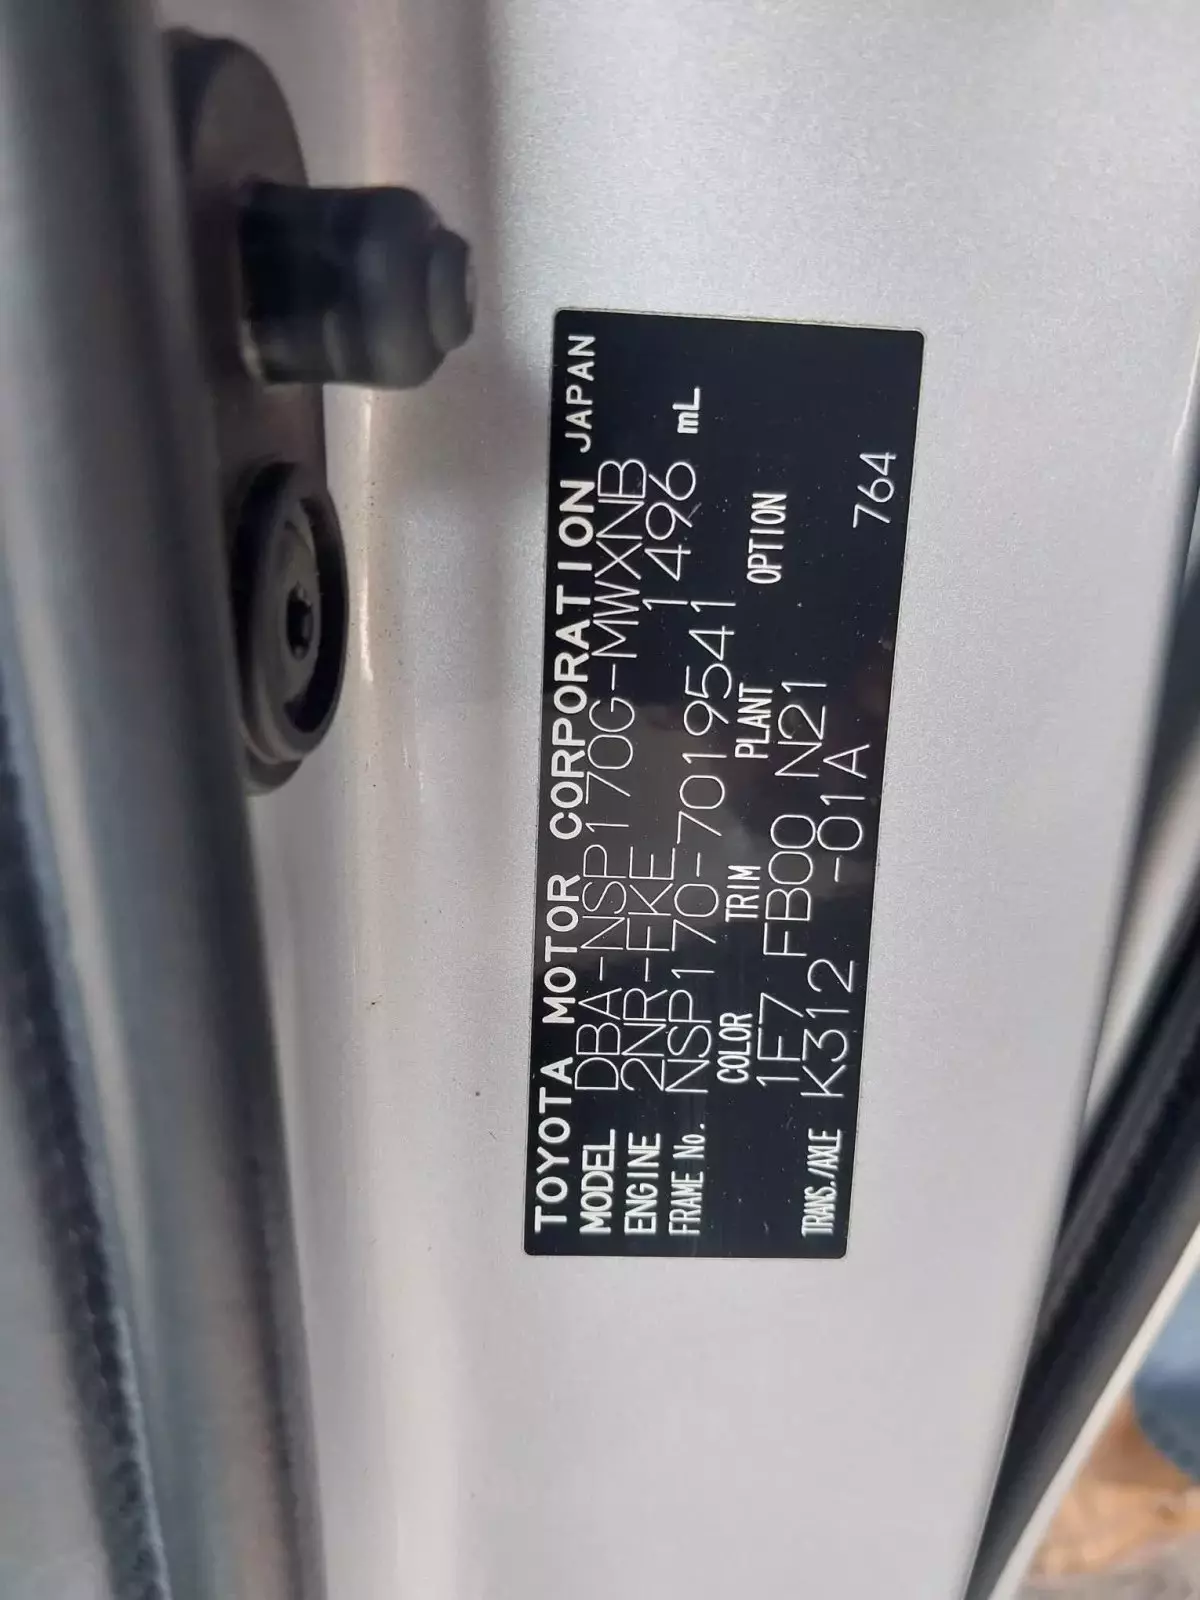 TOYOTA MOTOR CORPORATION JAPAN
MODEL DBA-NSP170G-MWXNB
ENGINE 2NR-FKE 1496 mL
FRAME No. NSP170-7019541
COLOR TRIM PLANT OPTION
1F7 FB00 N21
TRANS./AXLE K312 -01A 764